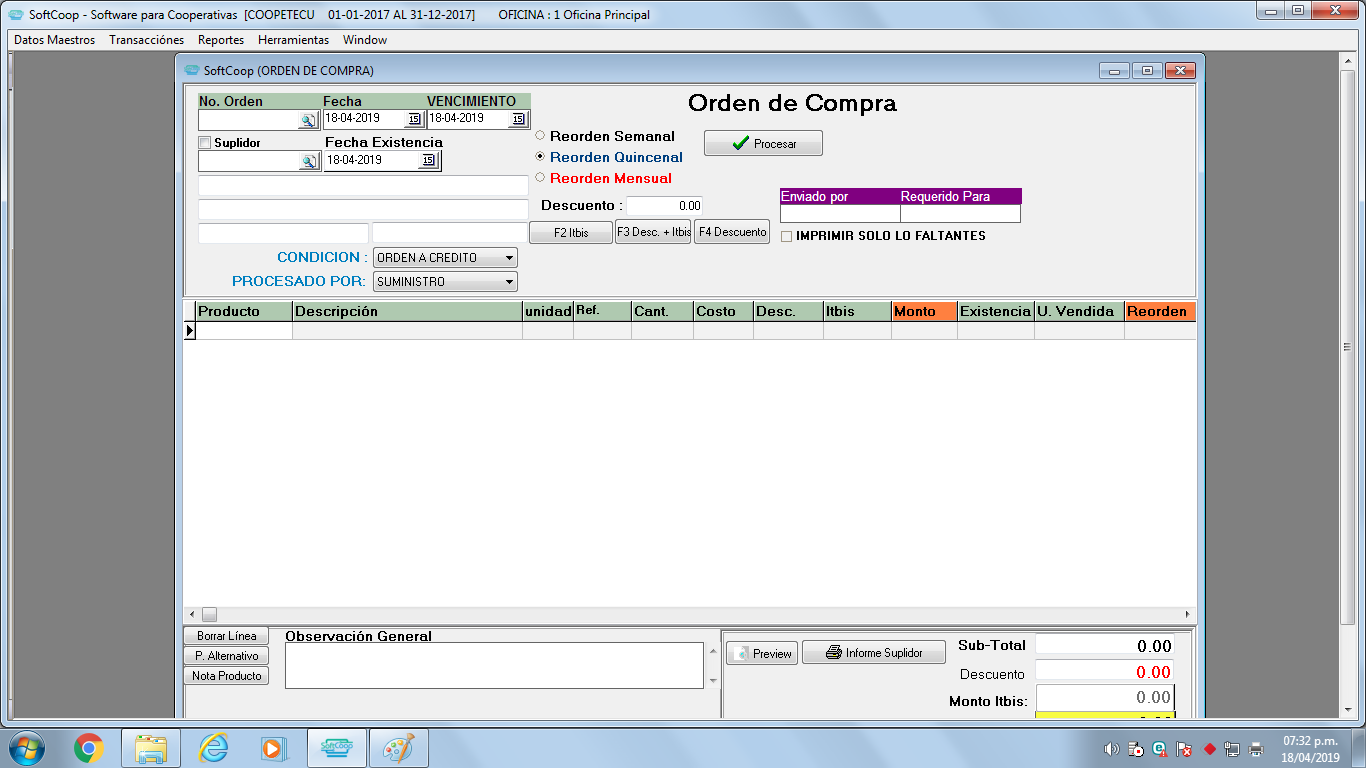 SoftCoop - Software para Cooperativas [COOPETECU 01-01-2017 AL 31-12-2017] OFICINA : 1 Oficina Principal
Datos Maestros Transacciónes Reportes Herramientas Window
SoftCoop (ORDEN DE COMPRA)
No. Orden Fecha VENCIMIENTO
18-04-2019 15 18-04-2019 15
Orden de Compra
Suplidor Fecha Existencia
18-04-2019 15
Reorden Semanal
Reorden Quincenal
Reorden Mensual
Procesar
Descuento : 0.00
Enviado por Requerido Para
F2 Itbis F3 Desc. + Itbis F4 Descuento
IMPRIMIR SOLO LO FALTANTES
CONDICION : ORDEN A CREDITO
PROCESADO POR: SUMINISTRO
Producto Descripción unidad Ref. Cant. Costo Desc. Itbis Monto Existencia U. Vendida Reorden
Borrar Línea
P. Alternativo
Nota Producto
Observación General
Preview Informe Suplidor
Sub-Total 0.00
Descuento 0.00
Monto Itbis: 0.00
SoftCoop
07:32 p.m.
18/04/2019